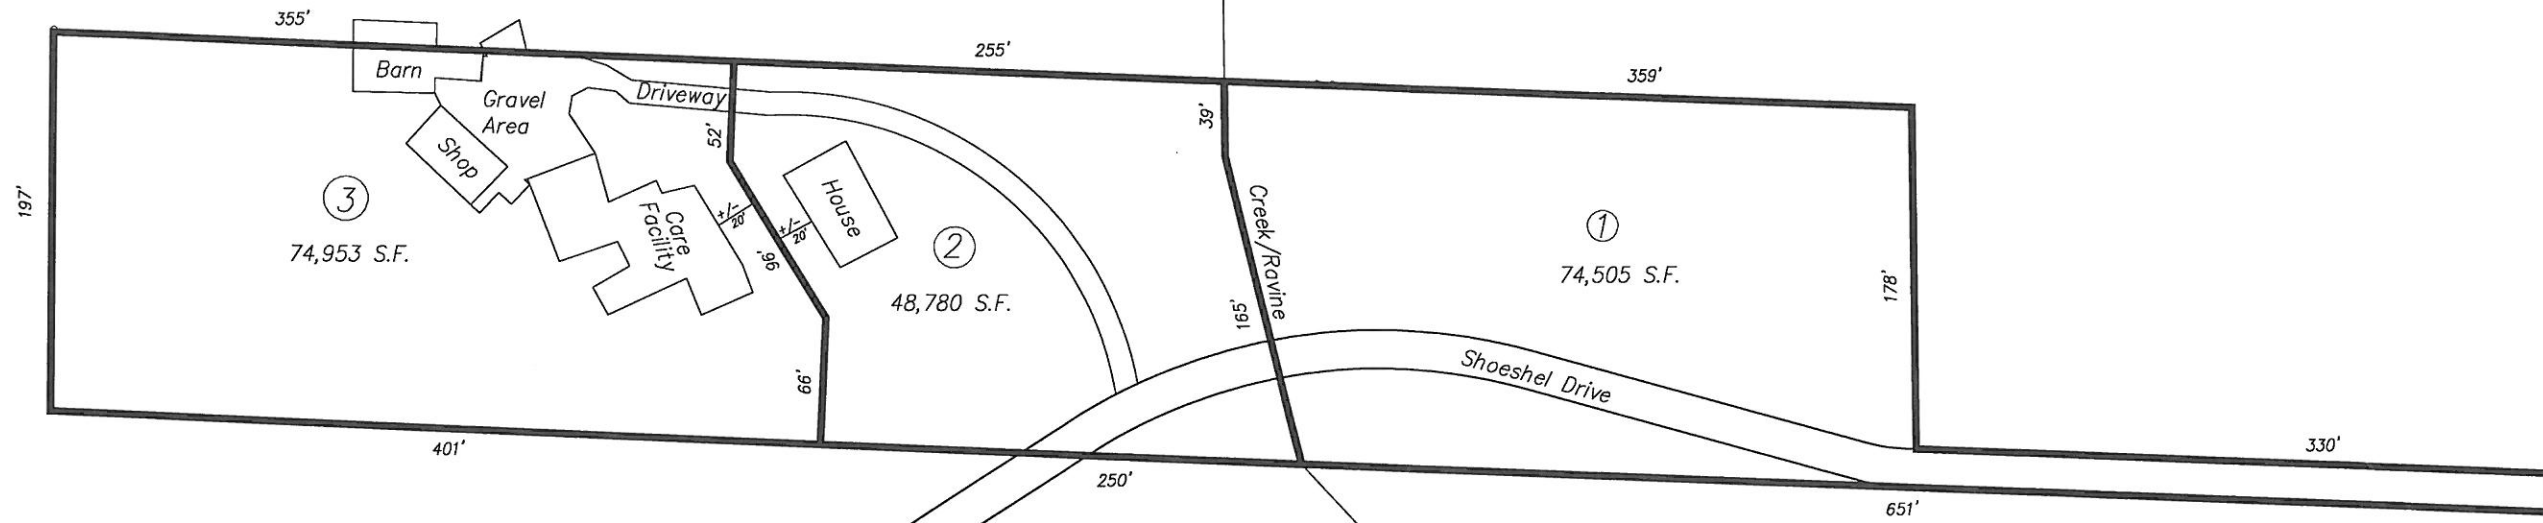 355'
255'
359'
Barn
Gravel
Area
Driveway
Shop
52'
39'
197'
3
74,953 S.F.
Care
Facility
+/-
20'
+/-
20'
96'
House
2
48,780 S.F.
Creek/Ravine
165'
1
74,505 S.F.
178'
66'
Shoeshel Drive
401'
250'
330'
651'